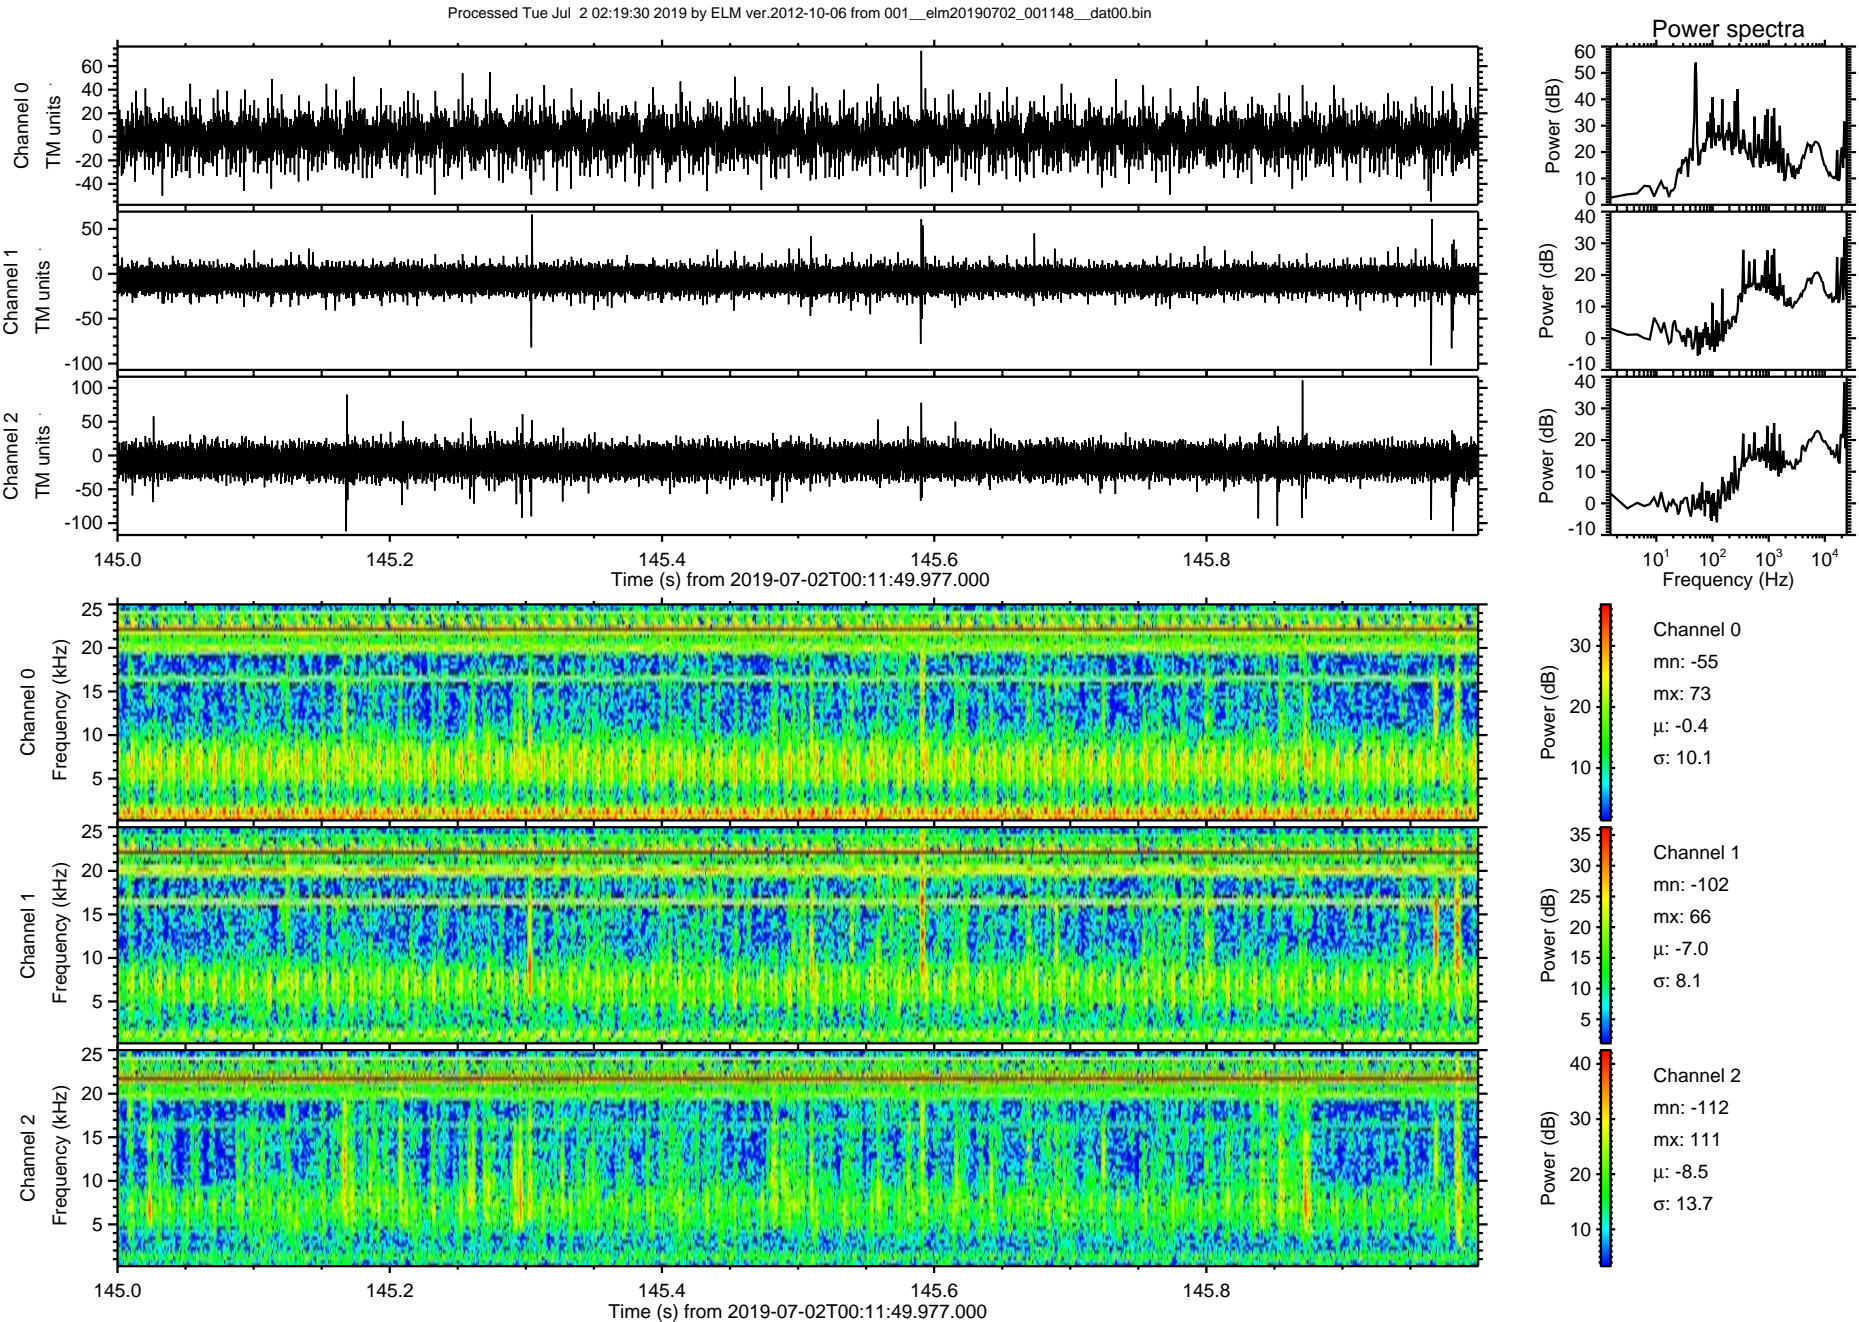 Processed Tue Jul  2 02:19:30 2019 by ELM ver.2012-10-06 from 001__elm20190702_001148__dat00.bin
Power spectra
Channel 0
TM units
60
40
20
0
-20
-40
Power (dB)
60
50
40
30
20
10
0
Channel 1
TM units
50
0
-50
-100
Power (dB)
40
30
20
10
0
-10
Channel 2
TM units
100
50
0
-50
-100
Power (dB)
40
30
20
10
0
-10
145.0 145.2 145.4 145.6 145.8
Time (s) from 2019-07-02T00:11:49.977.000
10¹ 10² 10³ 10⁴
Frequency (Hz)
Channel 0
Frequency (kHz)
25
20
15
10
5
Power (dB)
30
20
10
Channel 0
mn: -55
mx: 73
μ: -0.4
σ: 10.1
Channel 1
Frequency (kHz)
25
20
15
10
5
Power (dB)
35
30
25
20
15
10
5
Channel 1
mn: -102
mx: 66
μ: -7.0
σ: 8.1
Channel 2
Frequency (kHz)
25
20
15
10
5
Power (dB)
40
30
20
10
Channel 2
mn: -112
mx: 111
μ: -8.5
σ: 13.7
145.0 145.2 145.4 145.6 145.8
Time (s) from 2019-07-02T00:11:49.977.000